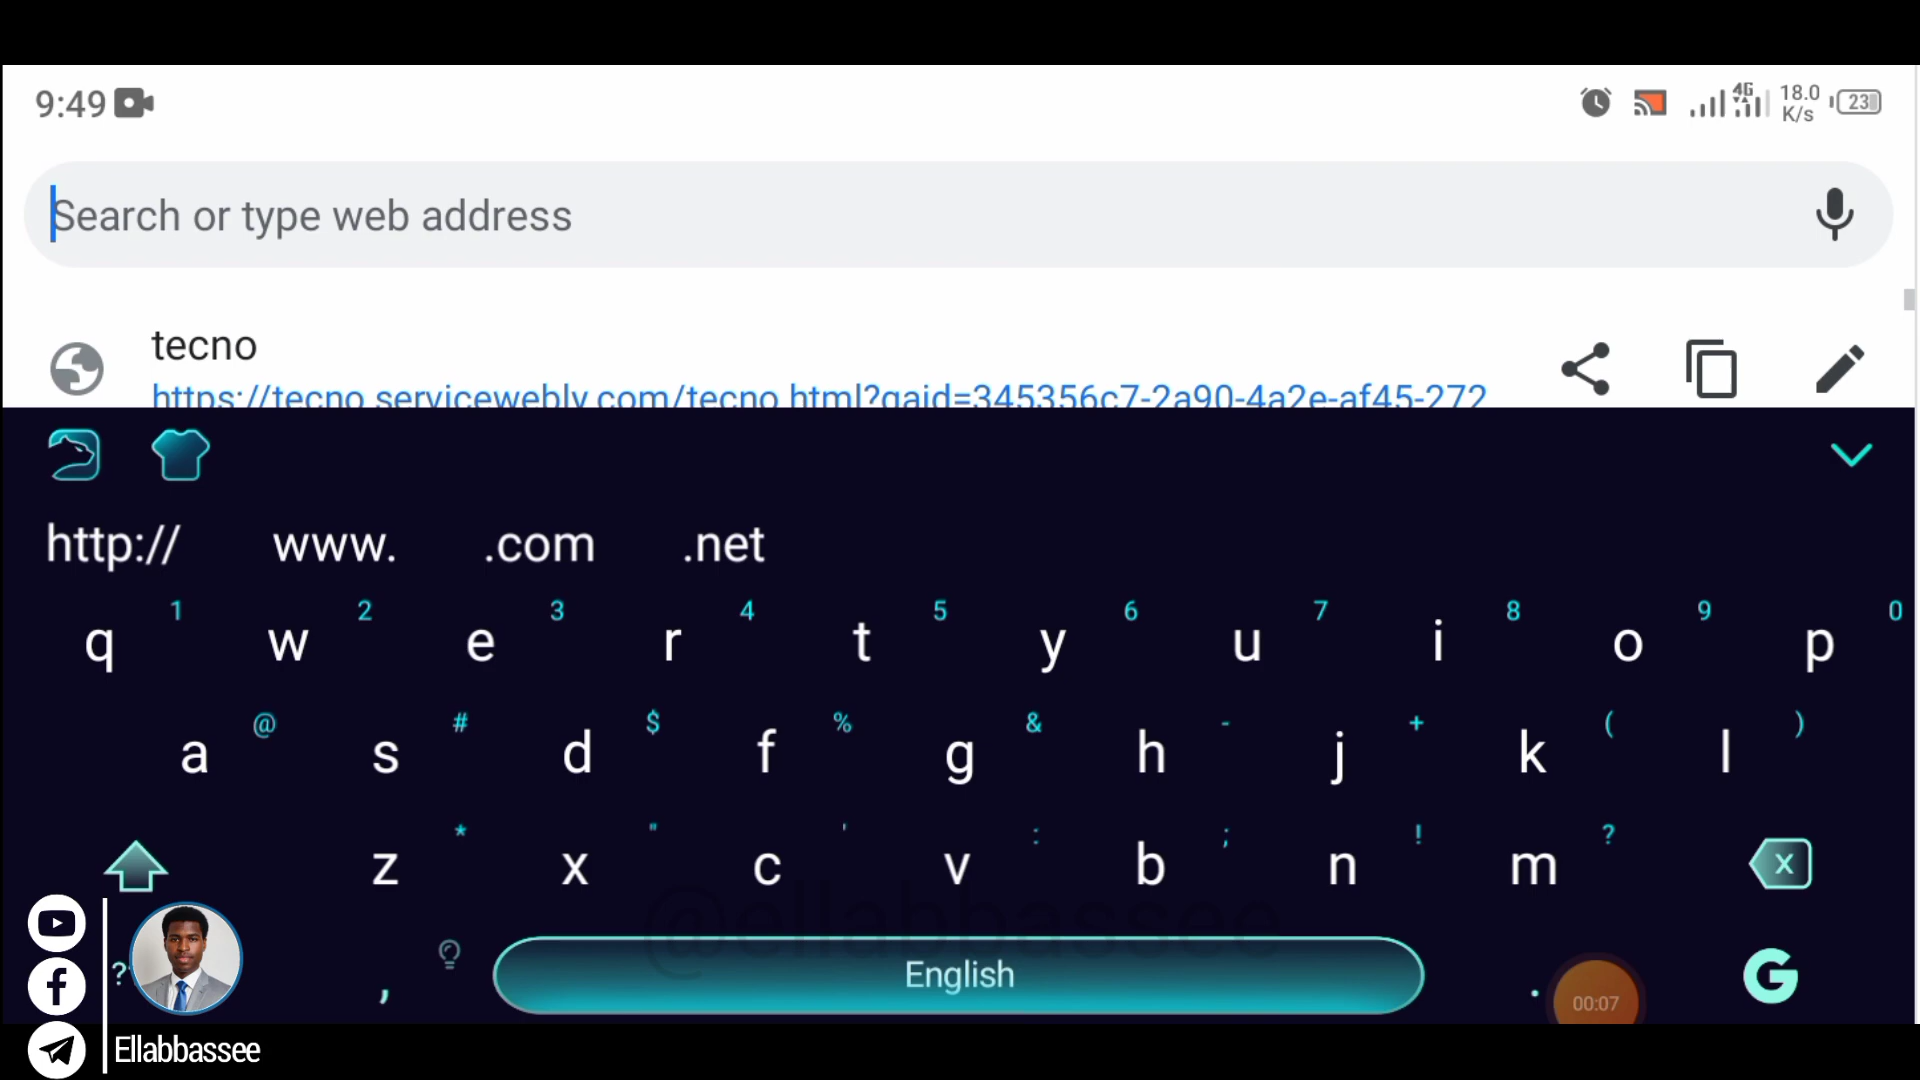 9:49
4G
18.0
K/s
23
Search or type web address
tecno
https://tecno.servicewebly.com/tecno.html?gaid=345356c7-2a90-4a2e-af45-272
http:// www. .com .net
1 2 3 4 5 6 7 8 9 0
q w e r t y u i o p
@ # $ % & - + ( )
a s d f g h j k l
* " ' : ; ! ?
z x c v b n m x
@ellabbassee
?
, English . G
00:07
Ellabbassee